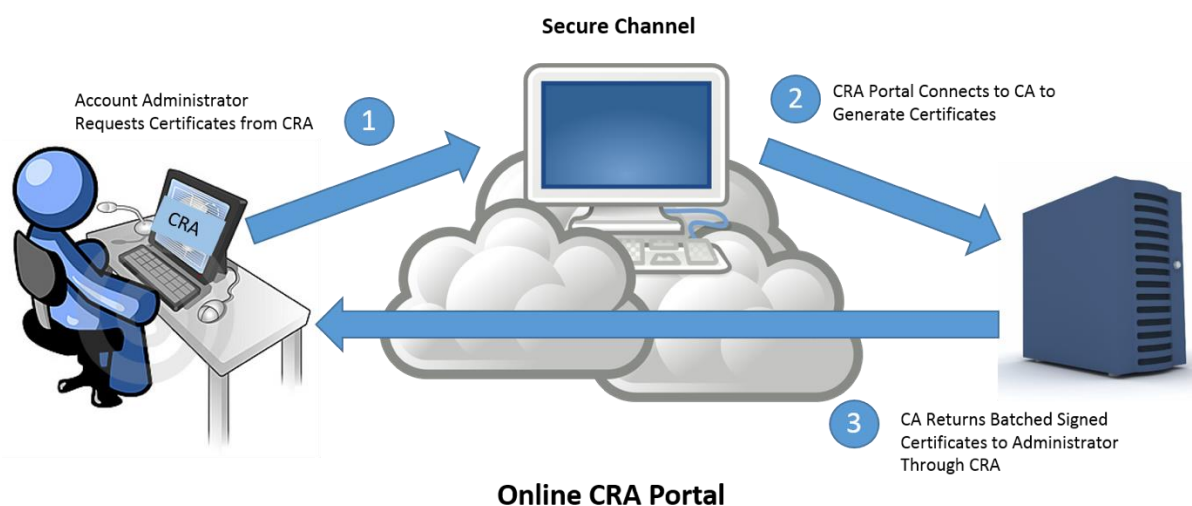 Secure Channel
Account Administrator
Requests Certificates from CRA
1
2
CRA Portal Connects to CA to
Generate Certificates
CRA
3
CA Returns Batched Signed
Certificates to Administrator
Through CRA
Online CRA Portal